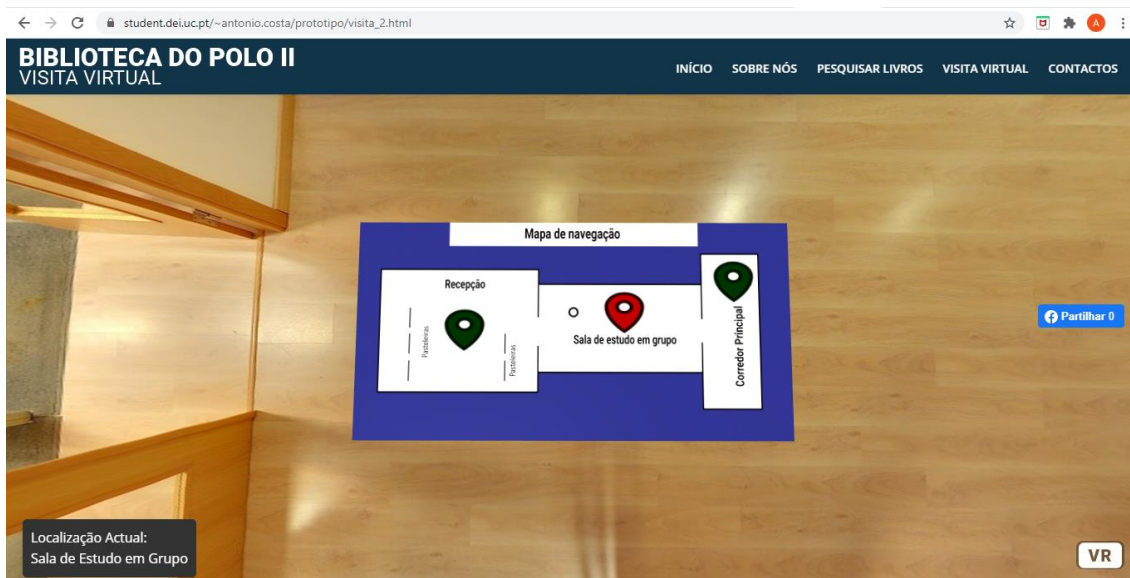 student.dei.uc.pt/~antonio.costa/prototipo/visita_2.html
A
BIBLIOTECA DO POLO II
VISITA VIRTUAL
INÍCIO SOBRE NÓS PESQUISAR LIVROS VISITA VIRTUAL CONTACTOS
Mapa de navegação
Recepção
Pasteleiras
Pasteleiras
Sala de estudo em grupo
Corredor Principal
Partilhar 0
Localização Actual:
Sala de Estudo em Grupo
VR